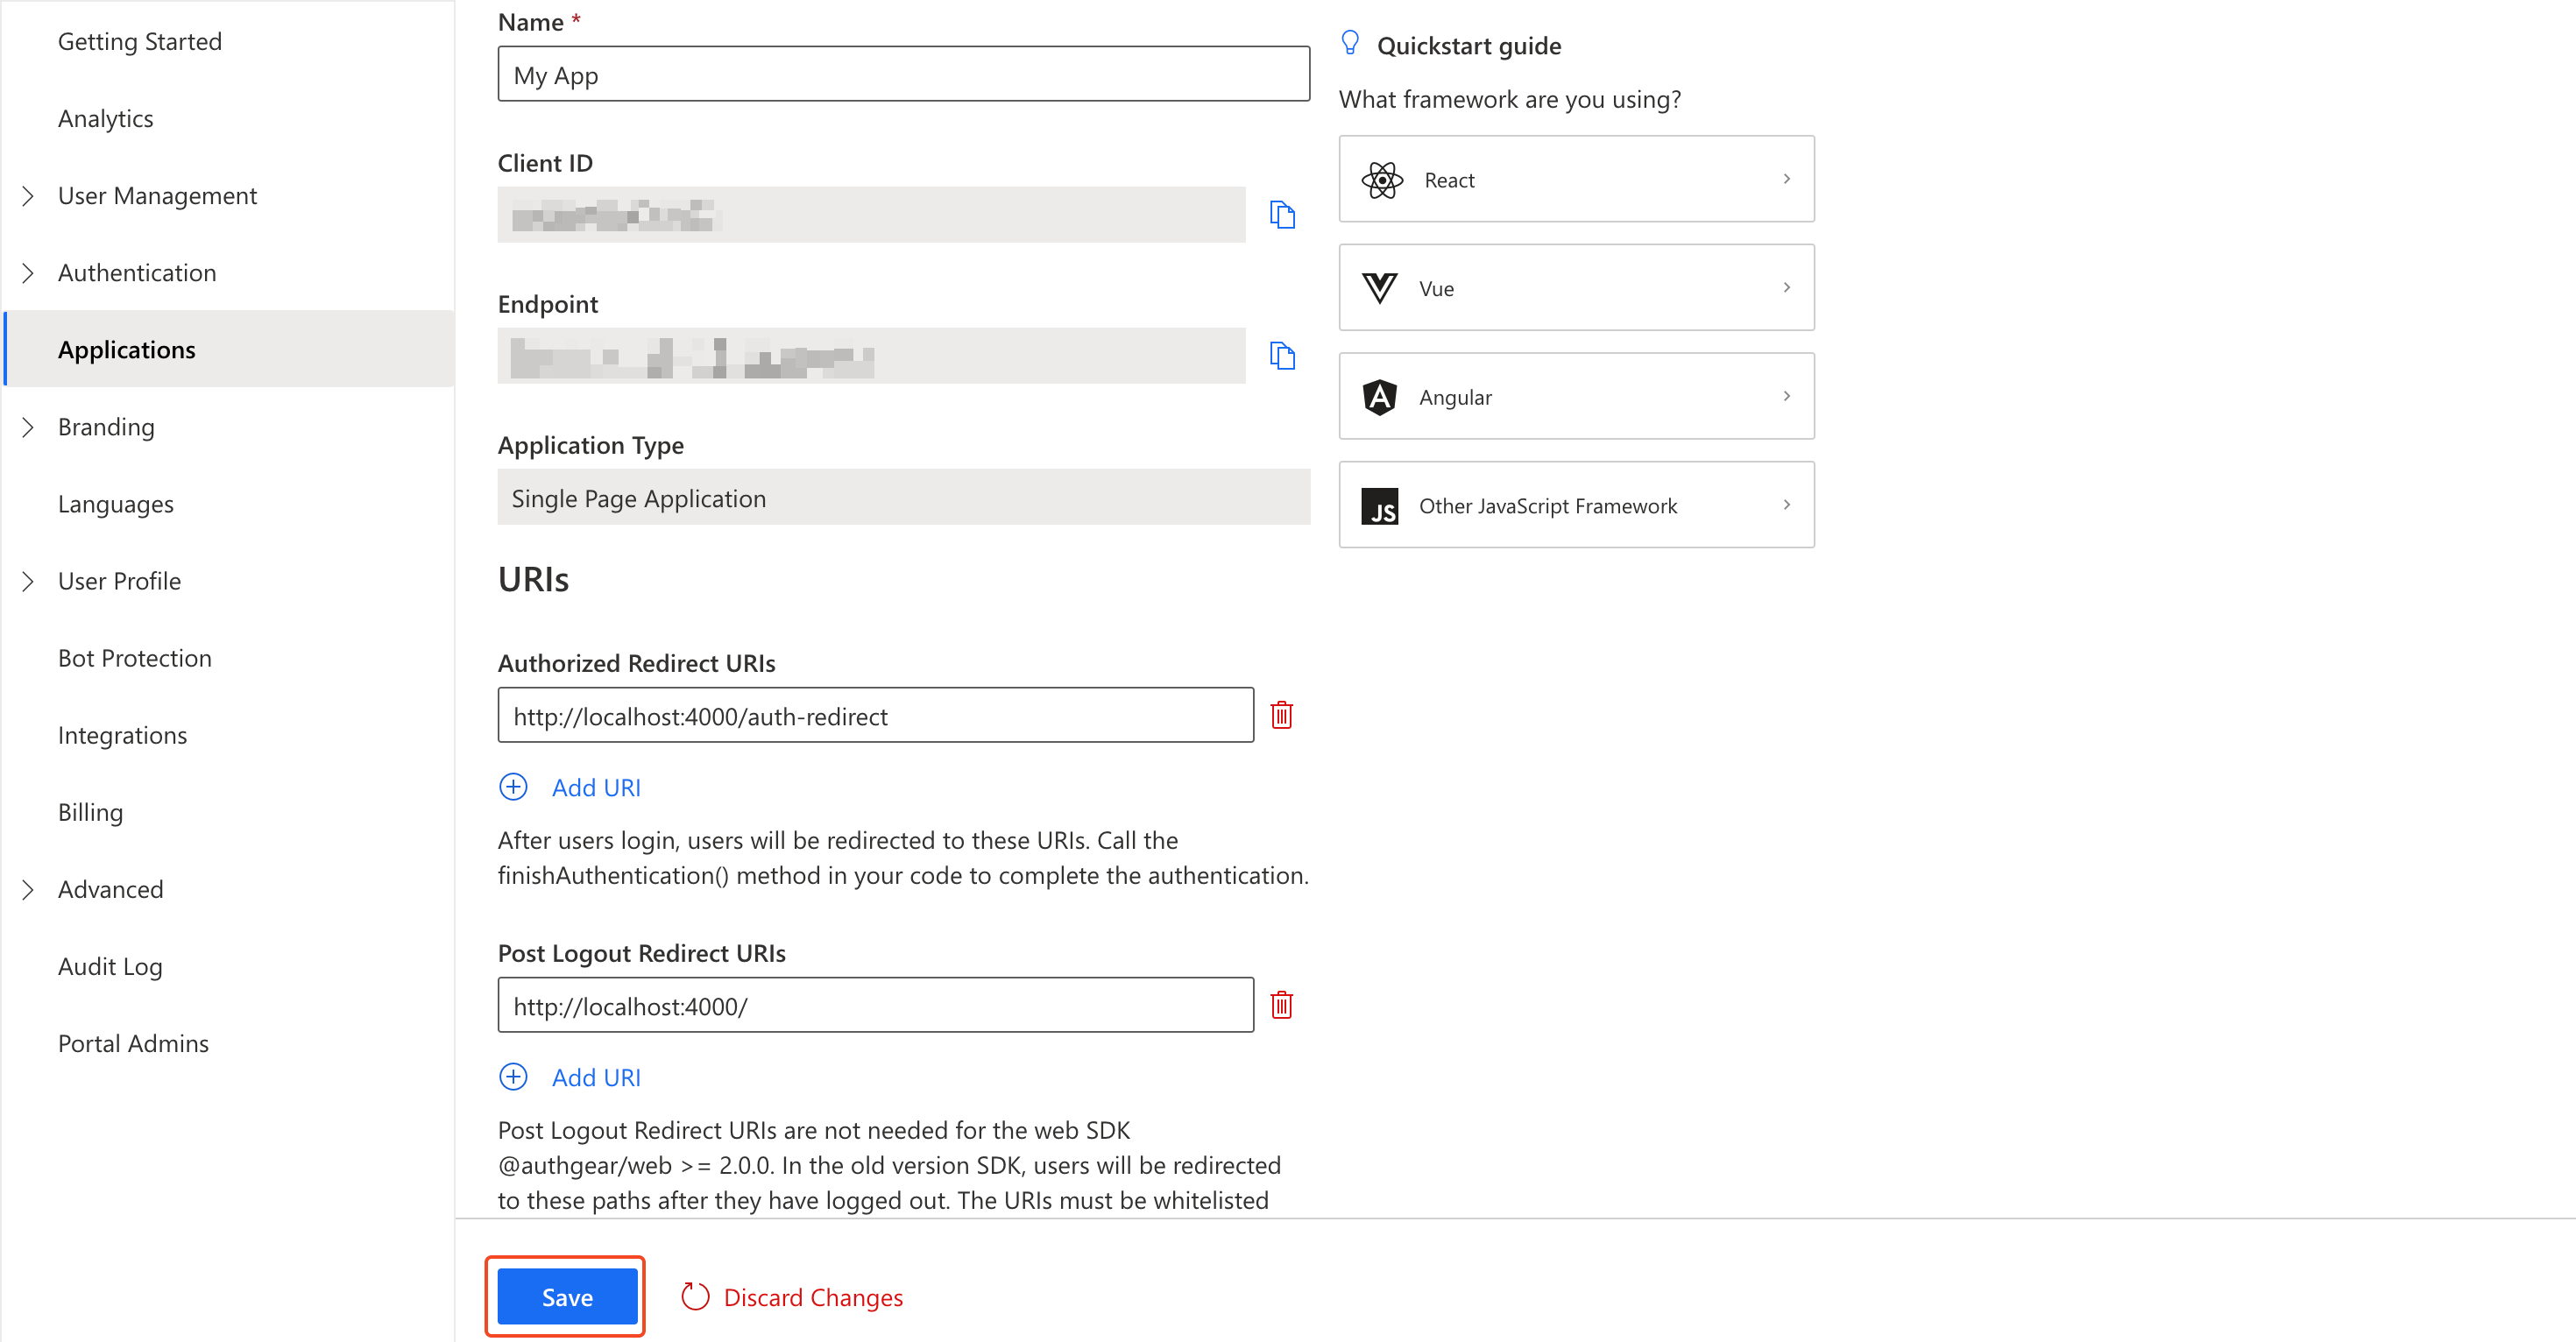 Getting Started
Analytics
User Management
Authentication
Applications
Branding
Languages
User Profile
Bot Protection
Integrations
Billing
Advanced
Audit Log
Portal Admins
Name *
My App
Client ID
Endpoint
Application Type
Single Page Application
URIs
Authorized Redirect URIs
http://localhost:4000/auth-redirect
Add URI
After users login, users will be redirected to these URIs. Call the
finishAuthentication() method in your code to complete the authentication.
Post Logout Redirect URIs
http://localhost:4000/
Add URI
Post Logout Redirect URIs are not needed for the web SDK
@authgear/web >= 2.0.0. In the old version SDK, users will be redirected
to these paths after they have logged out. The URIs must be whitelisted
Save
Discard Changes
Quickstart guide
What framework are you using?
React
Vue
Angular
JS
Other JavaScript Framework